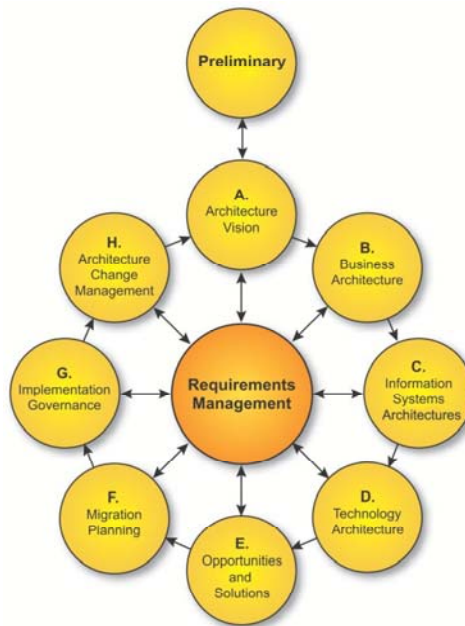 Preliminary
A.
Architecture
Vision
B.
Business
Architecture
C.
Information
Systems
Architectures
D.
Technology
Architecture
E.
Opportunities
and
Solutions
F.
Migration
Planning
G.
Implementation
Governance
H.
Architecture
Change
Management
Requirements
Management